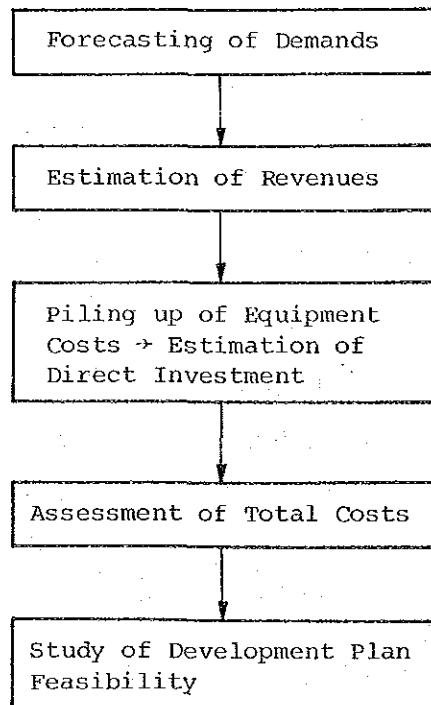 Forecasting of Demands
Estimation of Revenues
Piling up of Equipment
Costs → Estimation of
Direct Investment
Assessment of Total Costs
Study of Development Plan
Feasibility